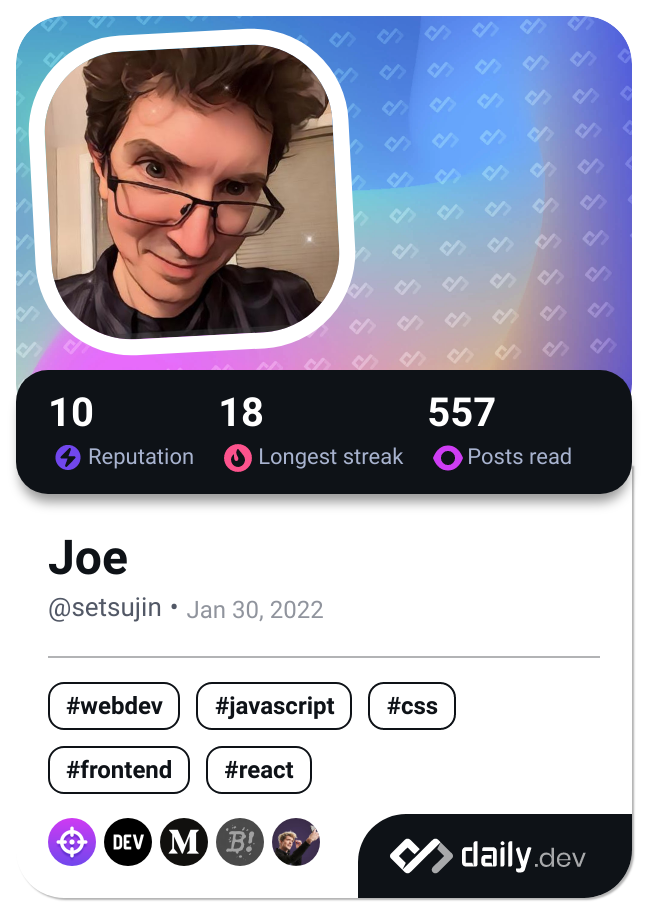 10 18 557
Reputation Longest streak Posts read
Joe
@setsujin • Jan 30, 2022
#webdev #javascript #css
#frontend #react
DEV M B!
daily.dev